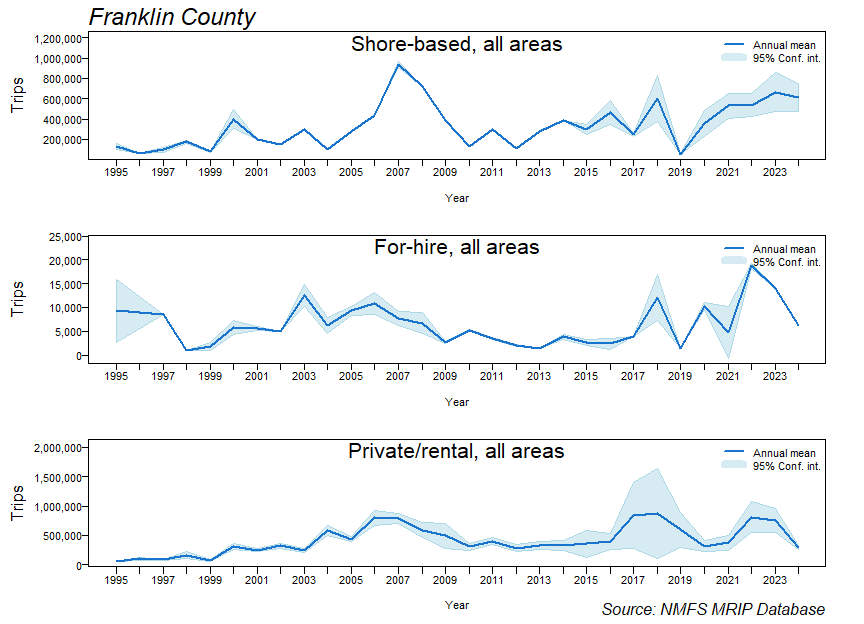 Franklin County
Shore-based, all areas
Annual mean
95% Conf. int.
1,200,000
1,000,000
800,000
600,000
400,000
200,000
Trips
1995 1997 1999 2001 2003 2005 2007 2009 2011 2013 2015 2017 2019 2021 2023
Year
For-hire, all areas
Annual mean
95% Conf. int.
25,000
20,000
15,000
10,000
5,000
0
Trips
1995 1997 1999 2001 2003 2005 2007 2009 2011 2013 2015 2017 2019 2021 2023
Year
Private/rental, all areas
Annual mean
95% Conf. int.
2,000,000
1,500,000
1,000,000
500,000
0
Trips
1995 1997 1999 2001 2003 2005 2007 2009 2011 2013 2015 2017 2019 2021 2023
Year
Source: NMFS MRIP Database